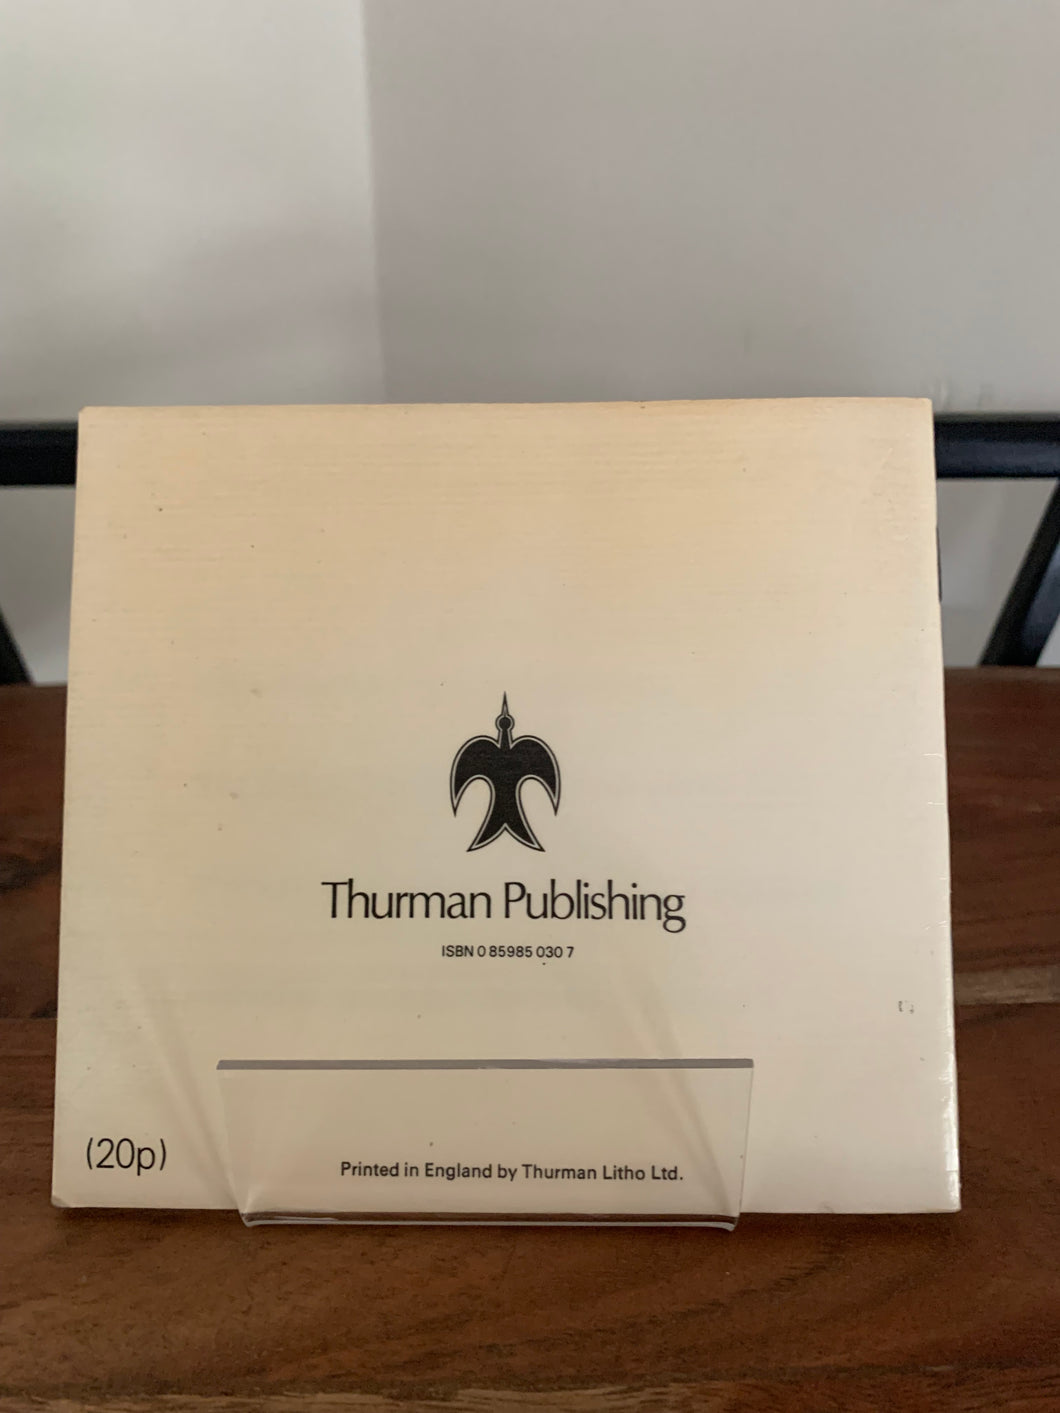 Thurman Publishing
ISBN 0 85985 030 7
(20p)
Printed in England by Thurman Litho Ltd.